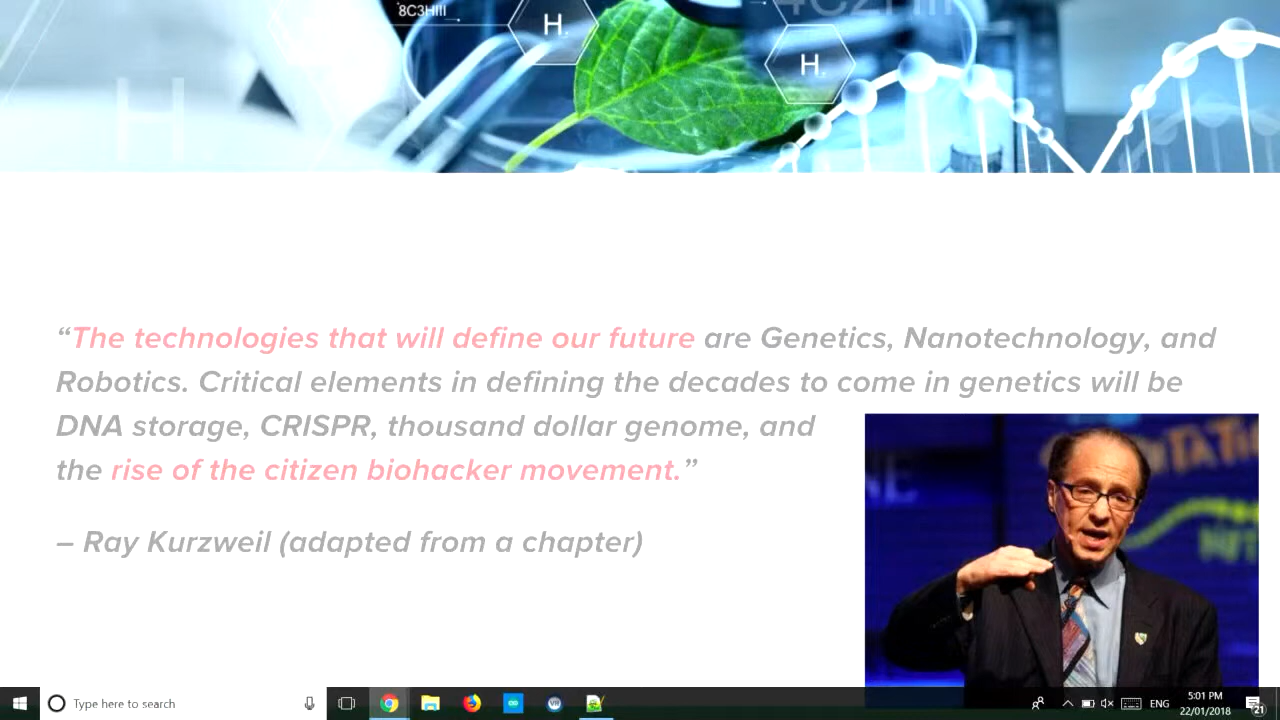 8C3HIII
H
H
H
“The technologies that will define our future are Genetics, Nanotechnology, and
Robotics. Critical elements in defining the decades to come in genetics will be
DNA storage, CRISPR, thousand dollar genome, and
the rise of the citizen biohacker movement.”
– Ray Kurzweil (adapted from a chapter)
Type here to search
VR
ENG
5:01 PM
22/01/2018
21